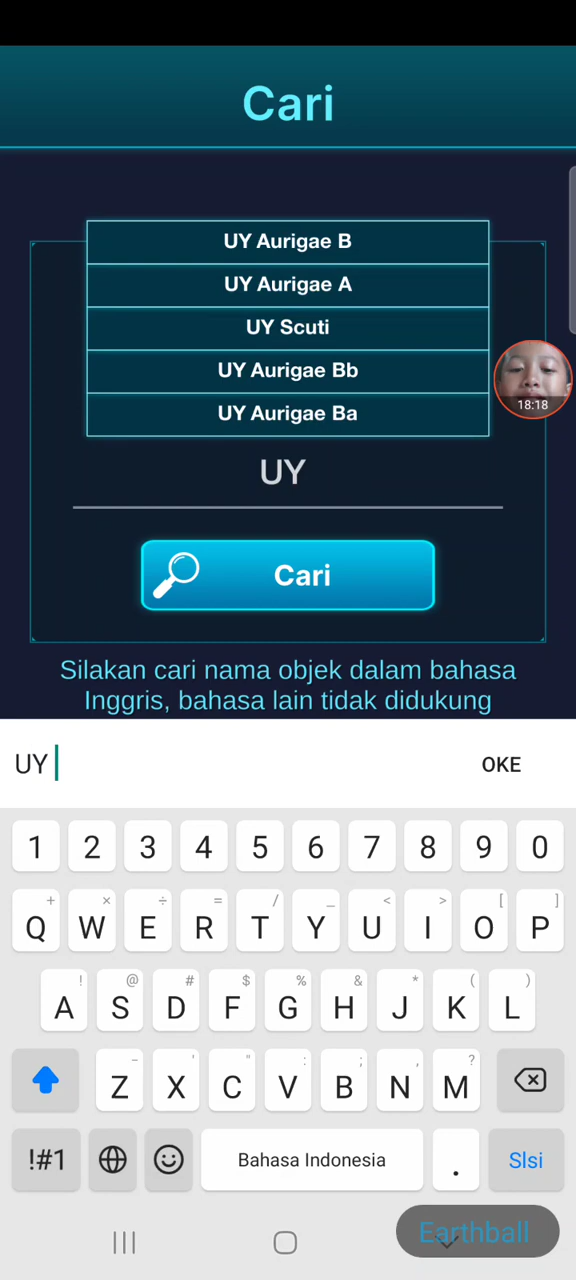 Cari
UY Aurigae B
UY Aurigae A
UY Scuti
UY Aurigae Bb
UY Aurigae Ba
18:18
UY
Cari
Silakan cari nama objek dalam bahasa
Inggris, bahasa lain tidak didukung
UY
OKE
1 2 3 4 5 6 7 8 9 0
+ × ÷ = / _ < > [ ]
Q W E R T Y U I O P
! @ # $ % & * ( )
A S D F G H J K L
- ' " : ; , ?
Z X C V B N M
!#1 Bahasa Indonesia . Slsi
Earthball